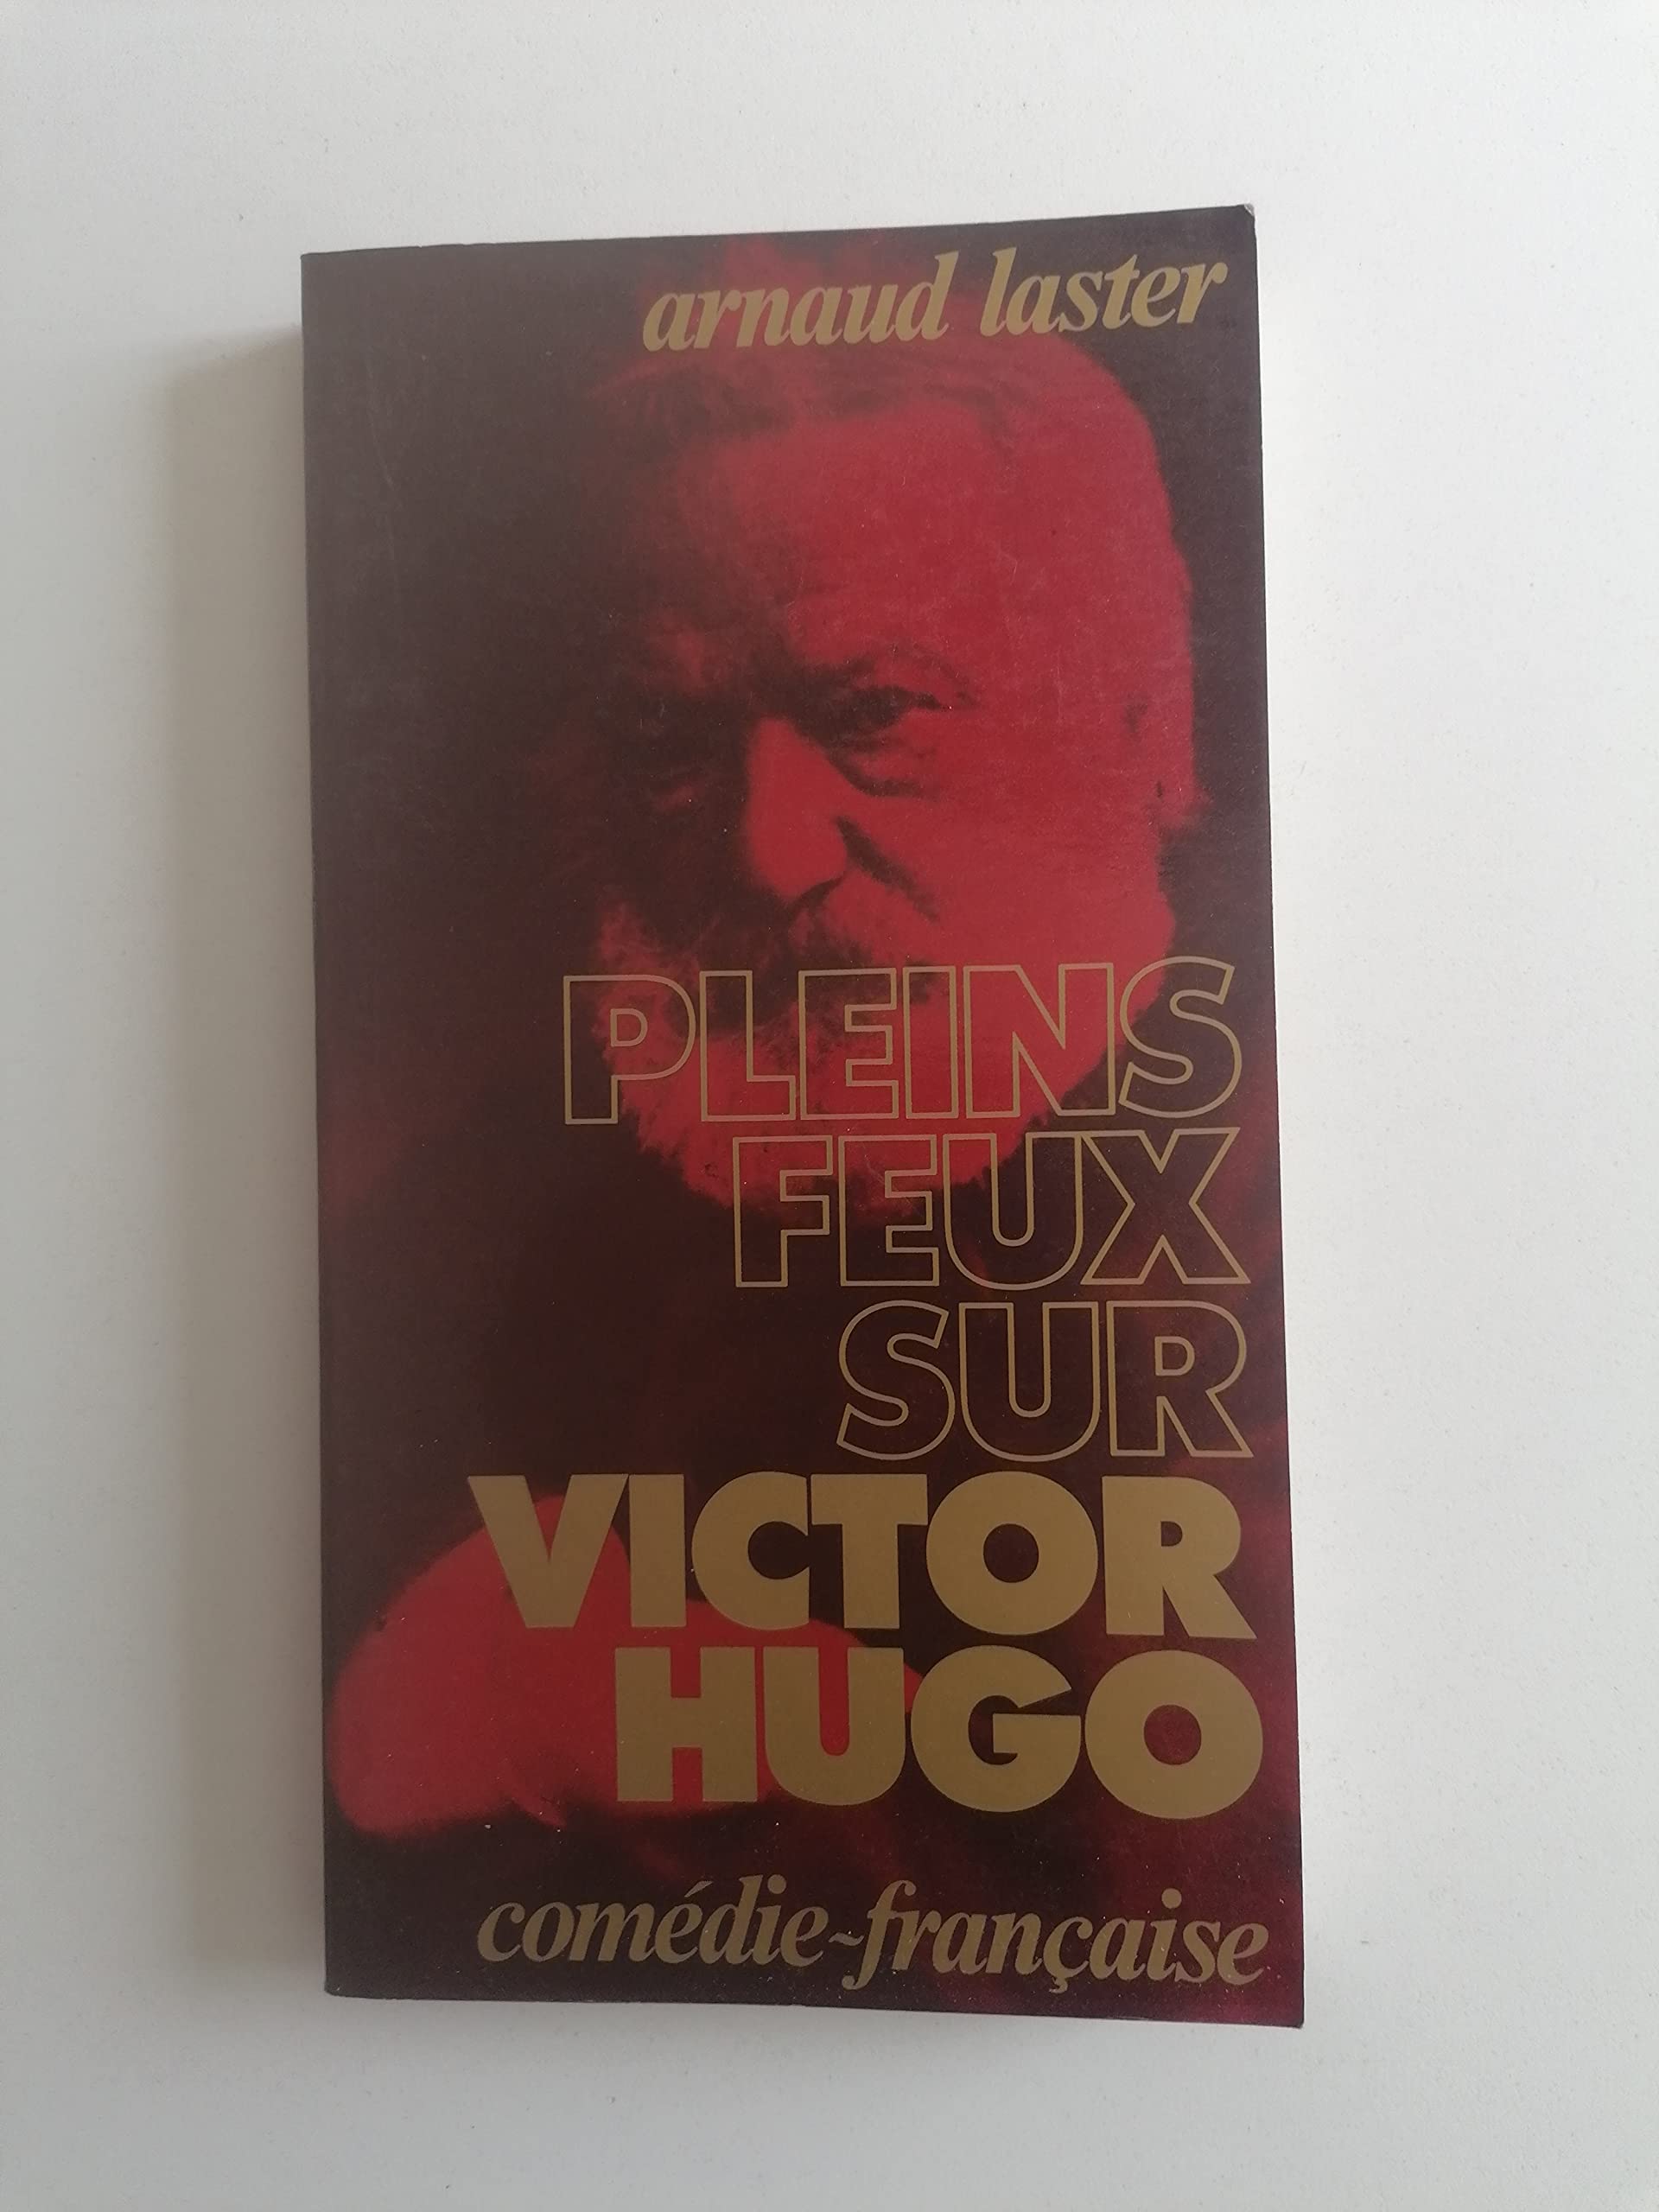 arnaud laster
PLEINS
FEUX
SUR
VICTOR
HUGO
comédie-française